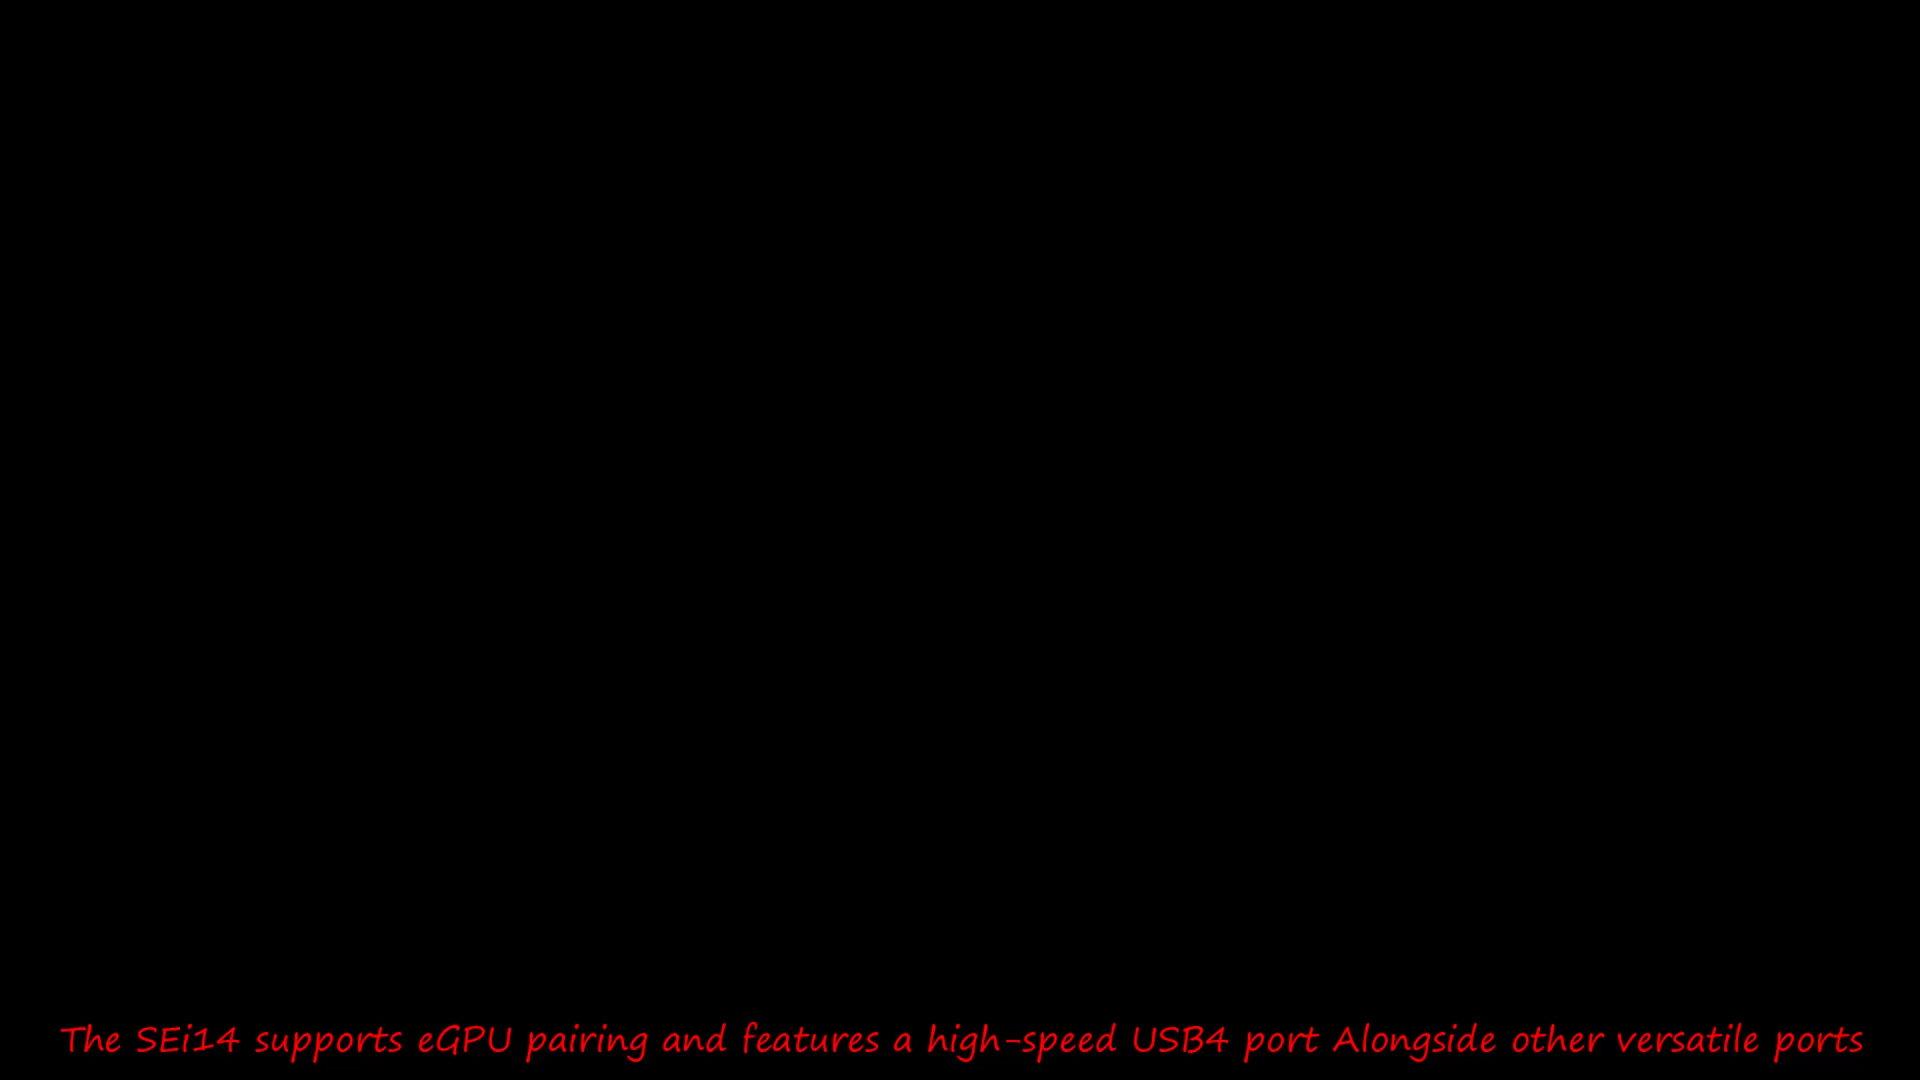 The SEi14 supports eGPU pairing and features a high-speed USB4 port Alongside other versatile ports